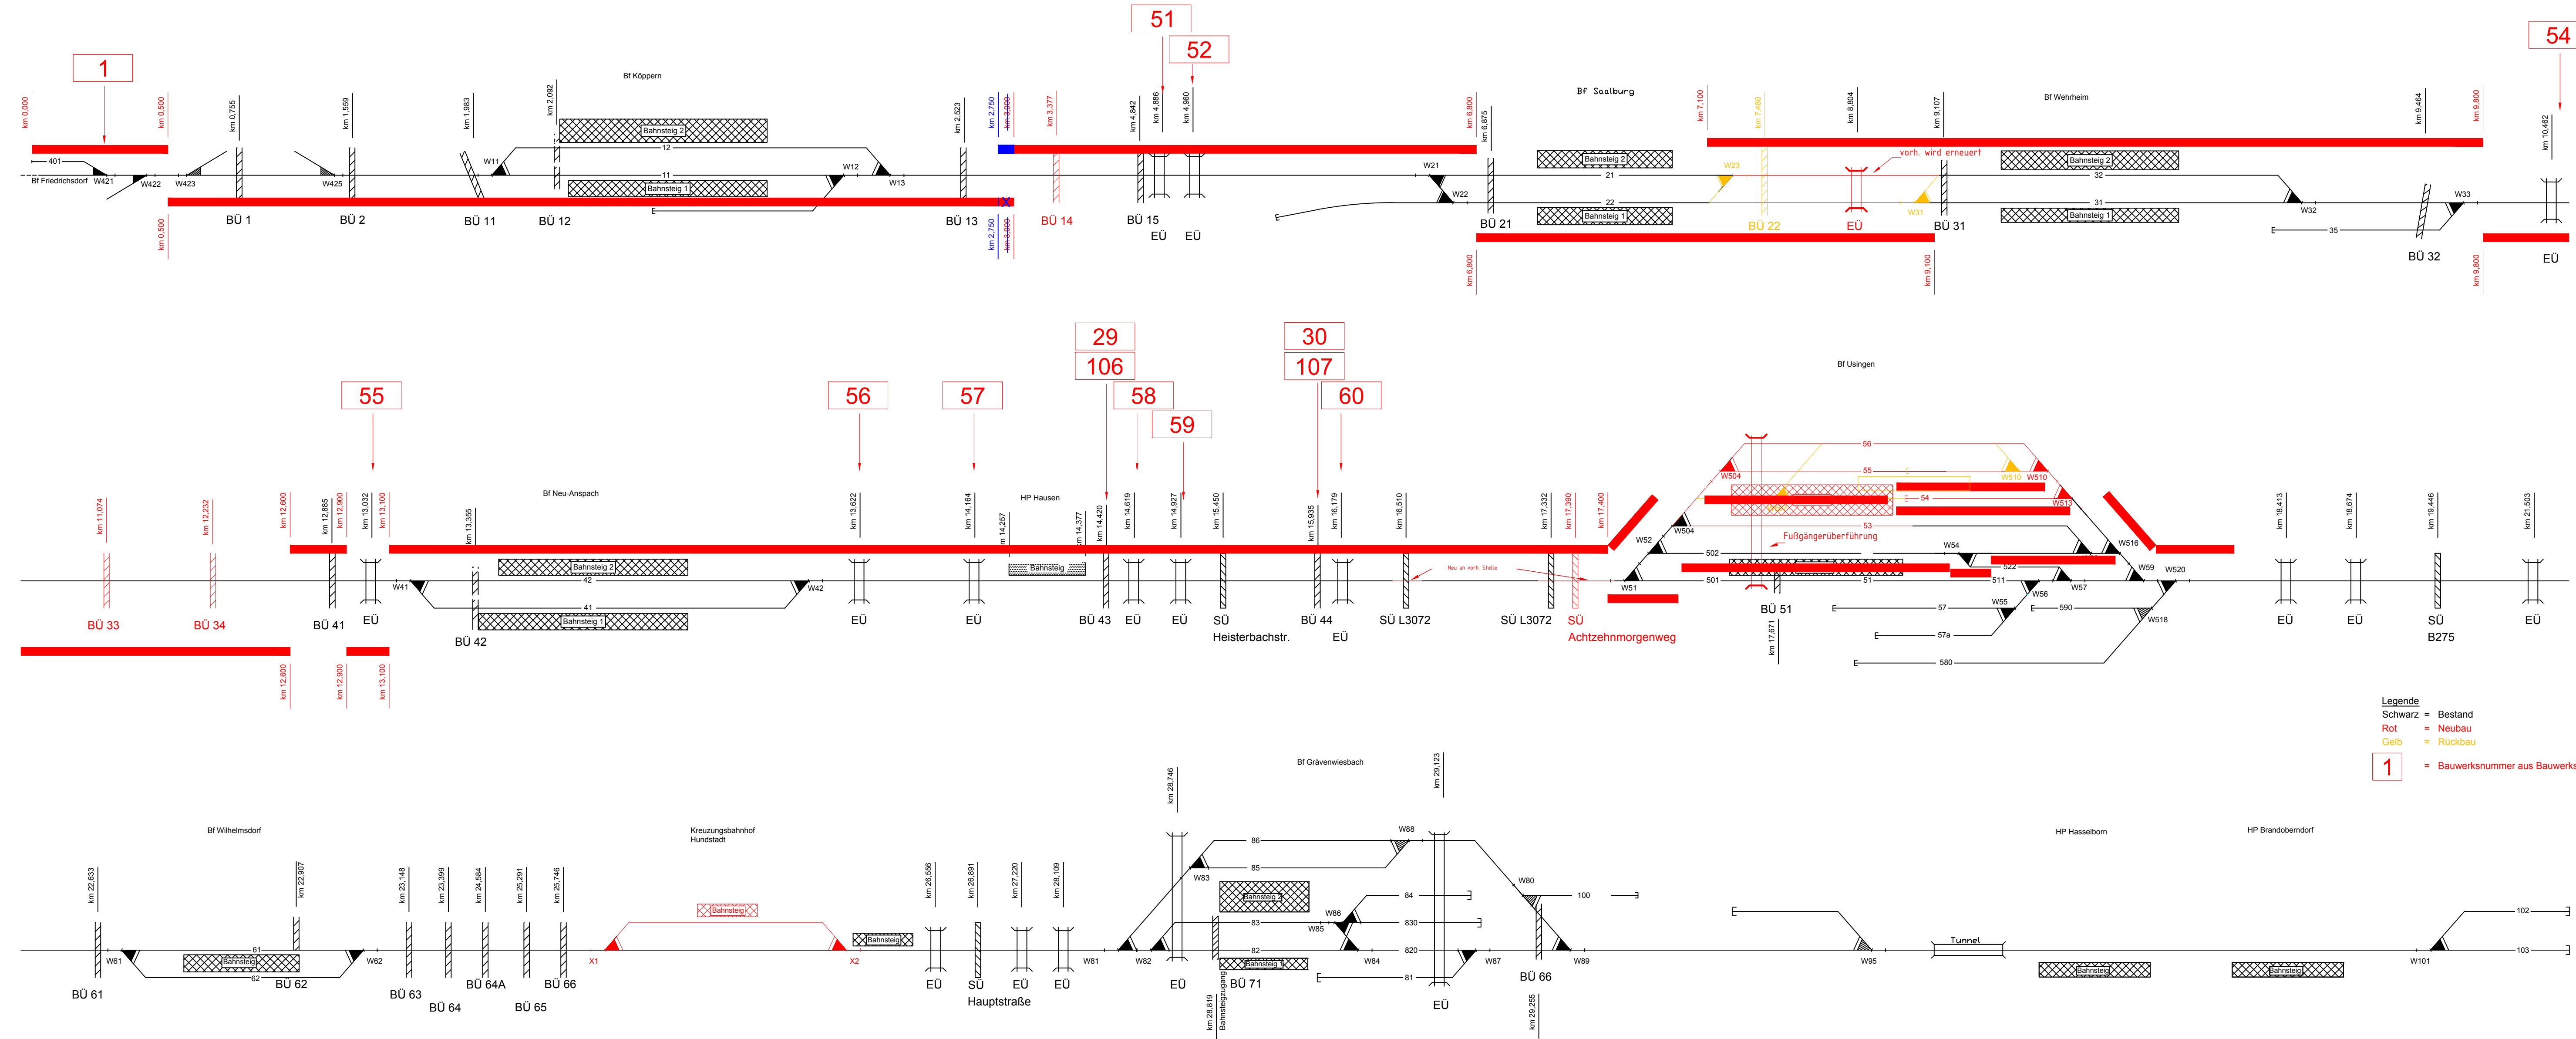 1
51
52
54
Bf Köppern
Bf Saalburg
Bf Wehrheim
km 0,000
km 0,500
km 0,755
km 1,559
km 1,983
km 2,092
km 2,523
km 2,750
km 3,000
km 3,377
km 4,842
km 4,886
km 4,960
km 6,800
km 6,875
km 7,100
km 7,480
km 8,804
km 9,107
km 9,464
km 9,800
km 10,462
Bahnsteig 2
Bahnsteig 2
Bahnsteig 2
vorh. wird erneuert
401
12
W11
W12
W21
W23
Bf Friedrichsdorf
W421
W422
W423
W425
11
W13
21
32
Bahnsteig 1
X
W22
22
W31
31
W32
W33
Bahnsteig 1
Bahnsteig 1
BÜ 1
BÜ 2
BÜ 11
BÜ 12
BÜ 13
BÜ 14
BÜ 15
EÜ
EÜ
BÜ 21
BÜ 22
EÜ
BÜ 31
35
BÜ 32
EÜ
km 0,500
km 2,750
km 3,000
km 6,800
km 9,100
km 9,800
29
106
30
107
55
56
57
58
59
60
Bf Usingen
Bf Neu-Anspach
HP Hausen
km 11,074
km 12,232
km 12,600
km 12,885
km 12,900
km 13,032
km 13,100
km 13,355
km 13,622
km 14,164
km 14,257
km 14,377
km 14,420
km 14,619
km 14,927
km 15,450
km 15,935
km 16,179
km 16,510
km 17,332
km 17,390
km 17,400
km 18,413
km 18,674
km 19,446
km 21,503
56
55
W504
W510
W510
54
W513
W504
53
Fußgängerüberführung
W52
502
W54
W516
Bahnsteig 2
Bahnsteig
Neu an vorh. Stelle
522
W41
42
W42
W51
501
51
511
W56
W57
W59
W520
41
Bahnsteig 1
57
W55
590
W518
57a
580
BÜ 33
BÜ 34
BÜ 41
EÜ
BÜ 42
EÜ
EÜ
BÜ 43
EÜ
EÜ
SÜ
Heisterbachstr.
BÜ 44
EÜ
SÜ L3072
SÜ L3072
SÜ
Achtzehnmorgenweg
BÜ 51
km 17,671
EÜ
EÜ
SÜ
B275
EÜ
km 12,600
km 12,900
km 13,100
Legende
Schwarz = Bestand
Rot = Neubau
Gelb = Rückbau
1 = Bauwerksnummer aus Bauwerks
Bf Wilhelmsdorf
Kreuzungsbahnhof
Hundstadt
Bf Grävenwiesbach
HP Hasselborn
HP Brandoberndorf
km 22,633
km 22,907
km 23,148
km 23,399
km 24,584
km 25,291
km 25,746
km 26,556
km 26,891
km 27,220
km 28,109
km 28,746
km 29,123
86
W88
85
W83
W80
84
100
Bahnsteig
102
W86
83
830
W85
Bahnsteig
Tunnel
61
82
820
103
W61
Bahnsteig
W62
X1
X2
W81
W82
Bahnsteig 1
W84
W87
W89
W95
Bahnsteig
Bahnsteig
W101
62
81
BÜ 61
BÜ 62
BÜ 63
BÜ 64
BÜ 64A
BÜ 65
BÜ 66
EÜ
SÜ
Hauptstraße
EÜ
EÜ
EÜ
BÜ 71
EÜ
BÜ 66
km 28,819
Bahnsteigzugang
km 29,255